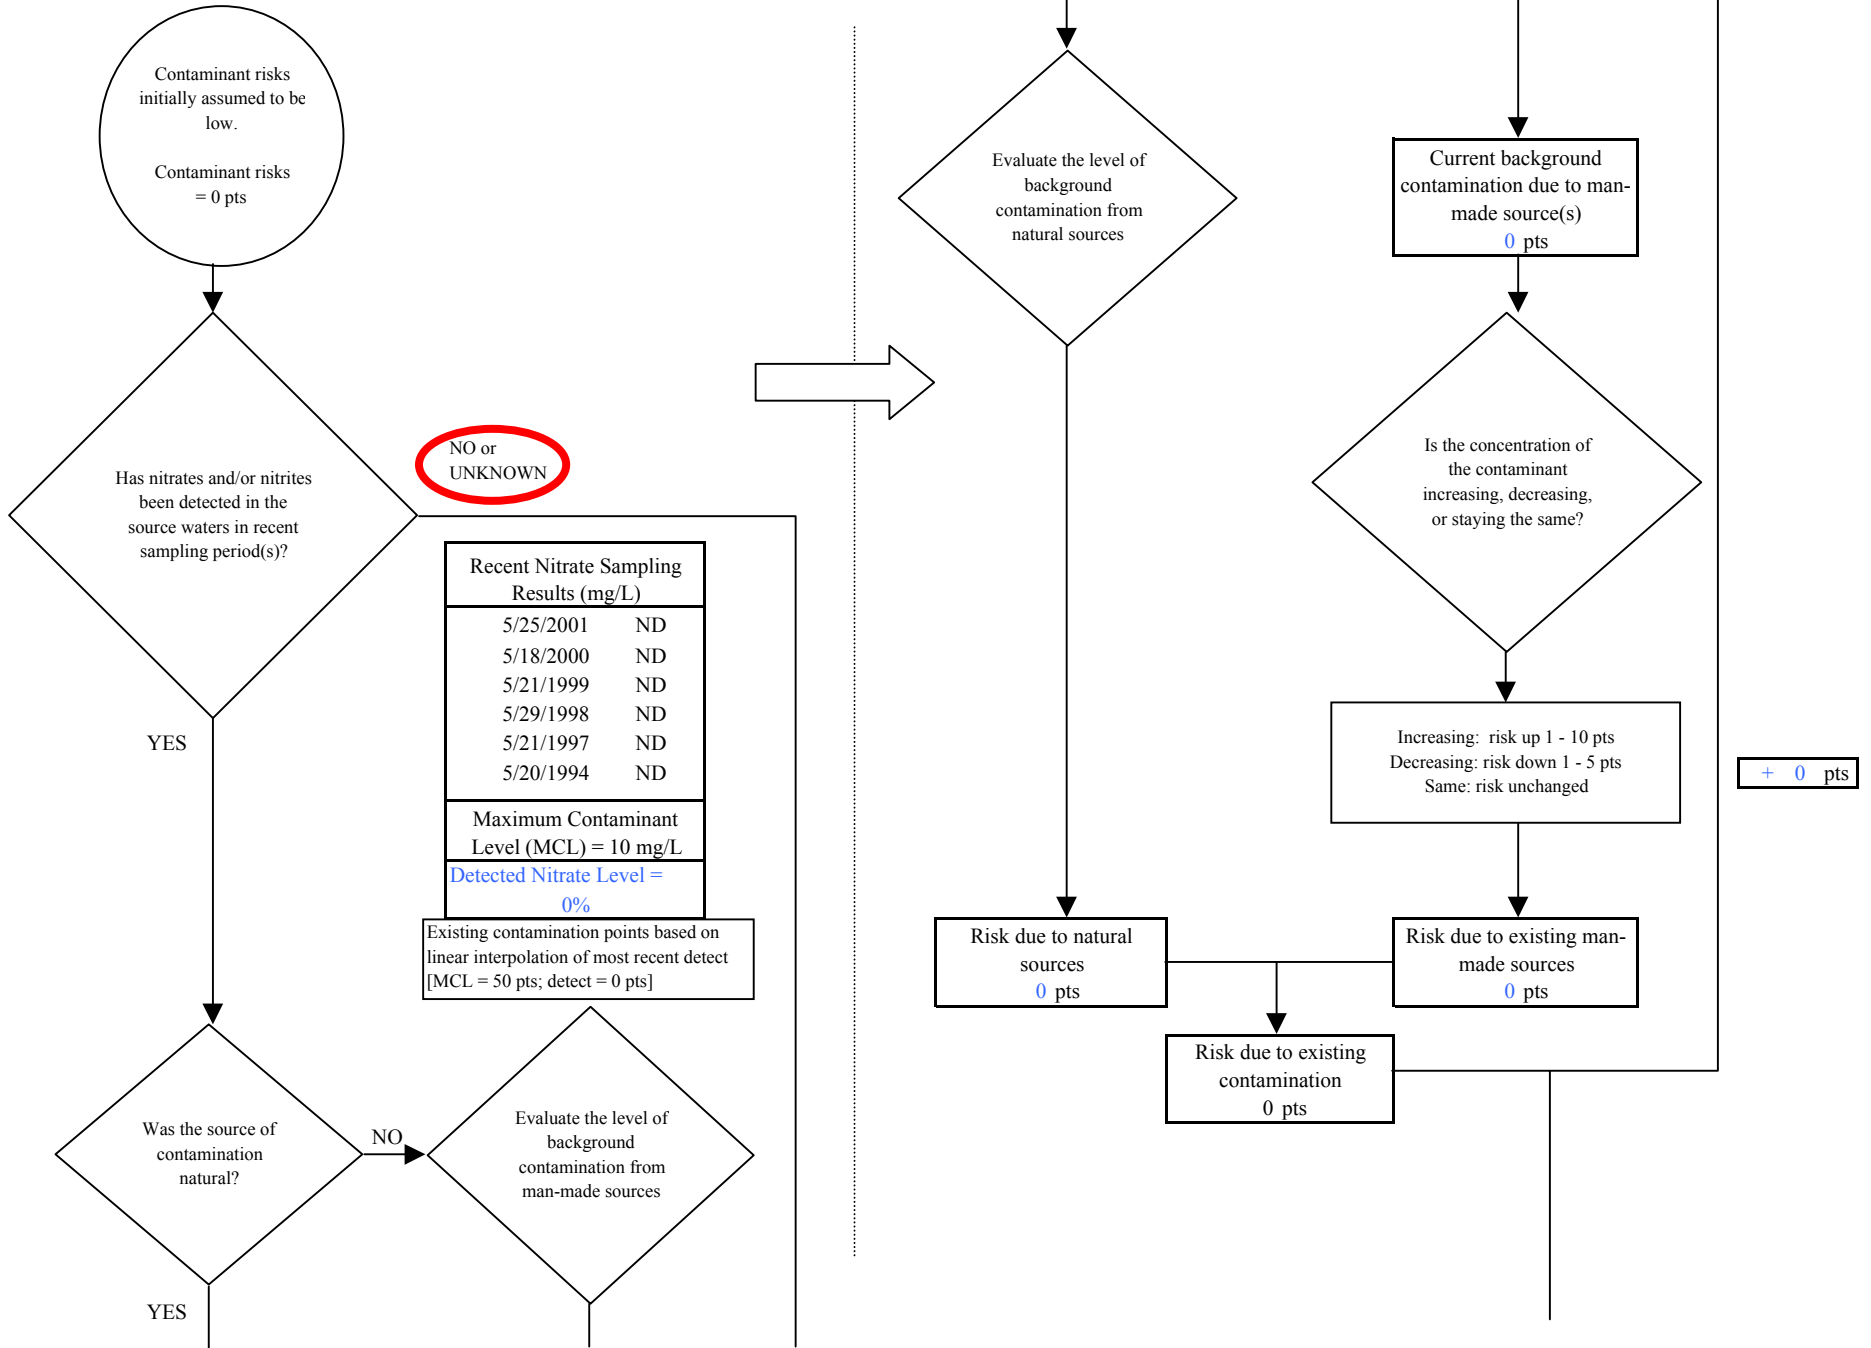 Contaminant risks
initially assumed to be
low.
Contaminant risks
= 0 pts
Has nitrates and/or nitrites
been detected in the
source waters in recent
sampling period(s)?
NO or
UNKNOWN
YES
Recent Nitrate Sampling
Results (mg/L)
5/25/2001 ND
5/18/2000 ND
5/21/1999 ND
5/29/1998 ND
5/21/1997 ND
5/20/1994 ND
Maximum Contaminant
Level (MCL) = 10 mg/L
Detected Nitrate Level =
0%
Existing contamination points based on
linear interpolation of most recent detect
[MCL = 50 pts; detect = 0 pts]
Was the source of
contamination
natural?
NO
YES
Evaluate the level of
background
contamination from
man-made sources
Evaluate the level of
background
contamination from
natural sources
Current background
contamination due to man-
made source(s)
0 pts
Is the concentration of
the contaminant
increasing, decreasing,
or staying the same?
Increasing: risk up 1 - 10 pts
Decreasing: risk down 1 - 5 pts
Same: risk unchanged
+ 0 pts
Risk due to natural
sources
0 pts
Risk due to existing man-
made sources
0 pts
Risk due to existing
contamination
0 pts